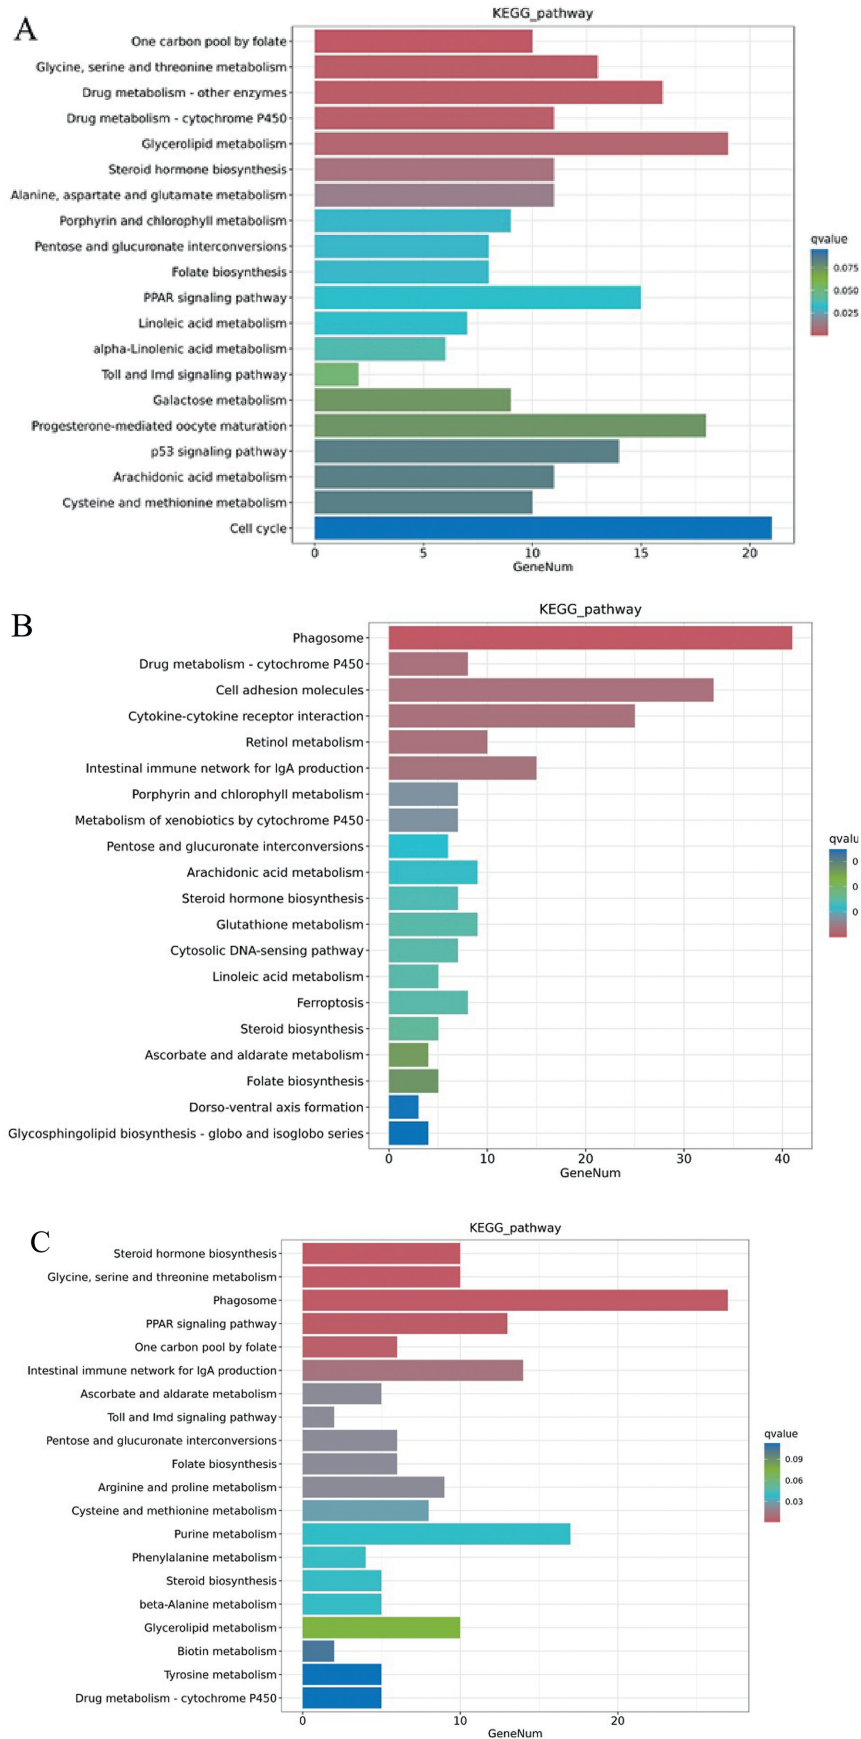 A
KEGG_pathway
One carbon pool by folate
Glycine, serine and threonine metabolism
Drug metabolism - other enzymes
Drug metabolism - cytochrome P450
Glycerolipid metabolism
Steroid hormone biosynthesis
Alanine, aspartate and glutamate metabolism
Porphyrin and chlorophyll metabolism
Pentose and glucuronate interconversions
Folate biosynthesis
PPAR signaling pathway
Linoleic acid metabolism
alpha-Linolenic acid metabolism
Toll and Imd signaling pathway
Galactose metabolism
Progesterone-mediated oocyte maturation
p53 signaling pathway
Arachidonic acid metabolism
Cysteine and methionine metabolism
Cell cycle
0 5 10 15 20
GeneNum
qvalue
0.075
0.050
0.025
B
KEGG_pathway
Phagosome
Drug metabolism - cytochrome P450
Cell adhesion molecules
Cytokine-cytokine receptor interaction
Retinol metabolism
Intestinal immune network for IgA production
Porphyrin and chlorophyll metabolism
Metabolism of xenobiotics by cytochrome P450
Pentose and glucuronate interconversions
Arachidonic acid metabolism
Steroid hormone biosynthesis
Glutathione metabolism
Cytosolic DNA-sensing pathway
Linoleic acid metabolism
Ferroptosis
Steroid biosynthesis
Ascorbate and aldarate metabolism
Folate biosynthesis
Dorso-ventral axis formation
Glycosphingolipid biosynthesis - globo and isoglobo series
0 10 20 30 40
GeneNum
qvalu
0
0
0
C
KEGG_pathway
Steroid hormone biosynthesis
Glycine, serine and threonine metabolism
Phagosome
PPAR signaling pathway
One carbon pool by folate
Intestinal immune network for IgA production
Ascorbate and aldarate metabolism
Toll and Imd signaling pathway
Pentose and glucuronate interconversions
Folate biosynthesis
Arginine and proline metabolism
Cysteine and methionine metabolism
Purine metabolism
Phenylalanine metabolism
Steroid biosynthesis
beta-Alanine metabolism
Glycerolipid metabolism
Biotin metabolism
Tyrosine metabolism
Drug metabolism - cytochrome P450
0 10 20
GeneNum
qvalue
0.09
0.06
0.03